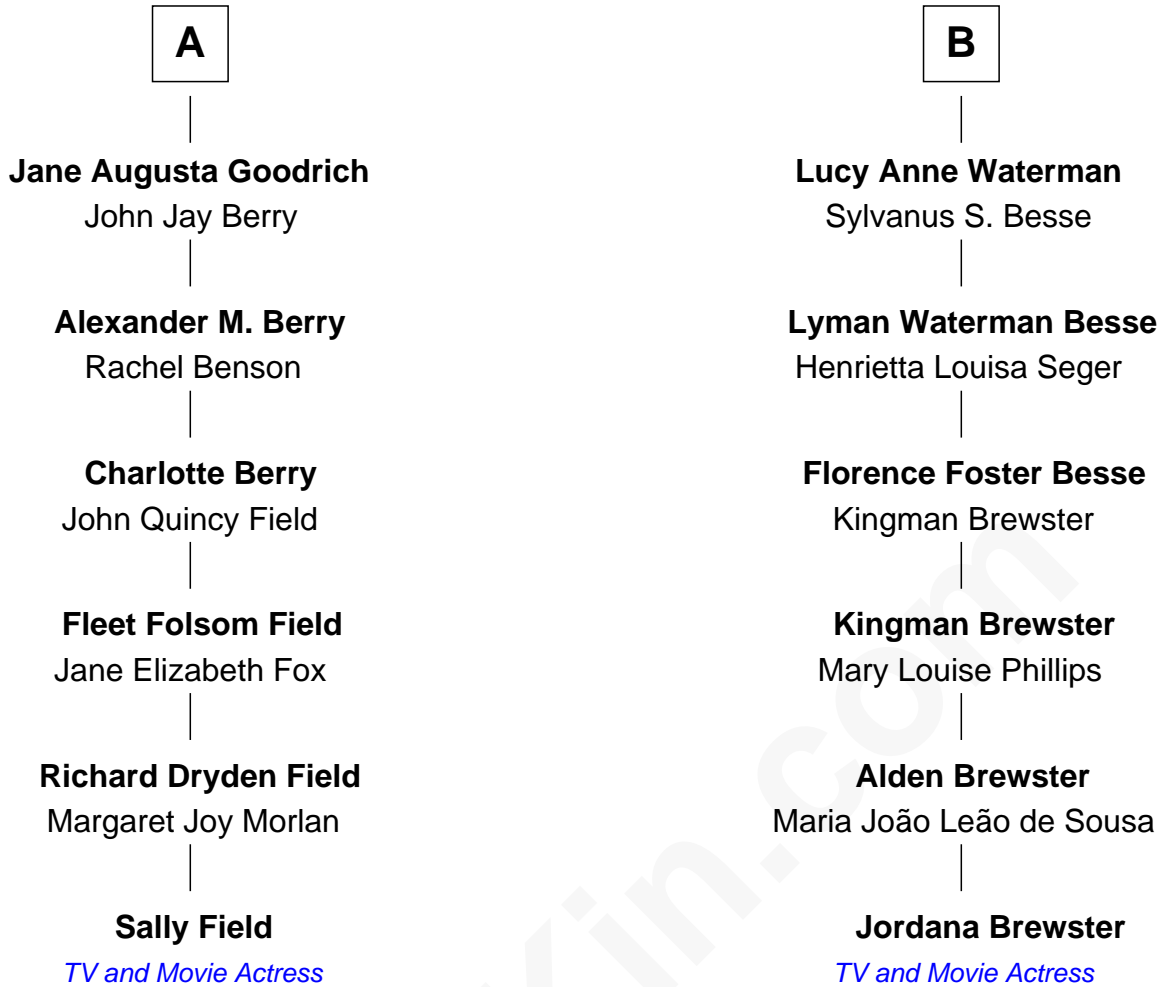 A
Jane Augusta Goodrich
John Jay Berry
Alexander M. Berry
Rachel Benson
Charlotte Berry
John Quincy Field
Fleet Folsom Field
Jane Elizabeth Fox
Richard Dryden Field
Margaret Joy Morlan
Sally Field
TV and Movie Actress
B
Lucy Anne Waterman
Sylvanus S. Besse
Lyman Waterman Besse
Henrietta Louisa Seger
Florence Foster Besse
Kingman Brewster
Kingman Brewster
Mary Louise Phillips
Alden Brewster
Maria João Leão de Sousa
Jordana Brewster
TV and Movie Actress
Kin.com